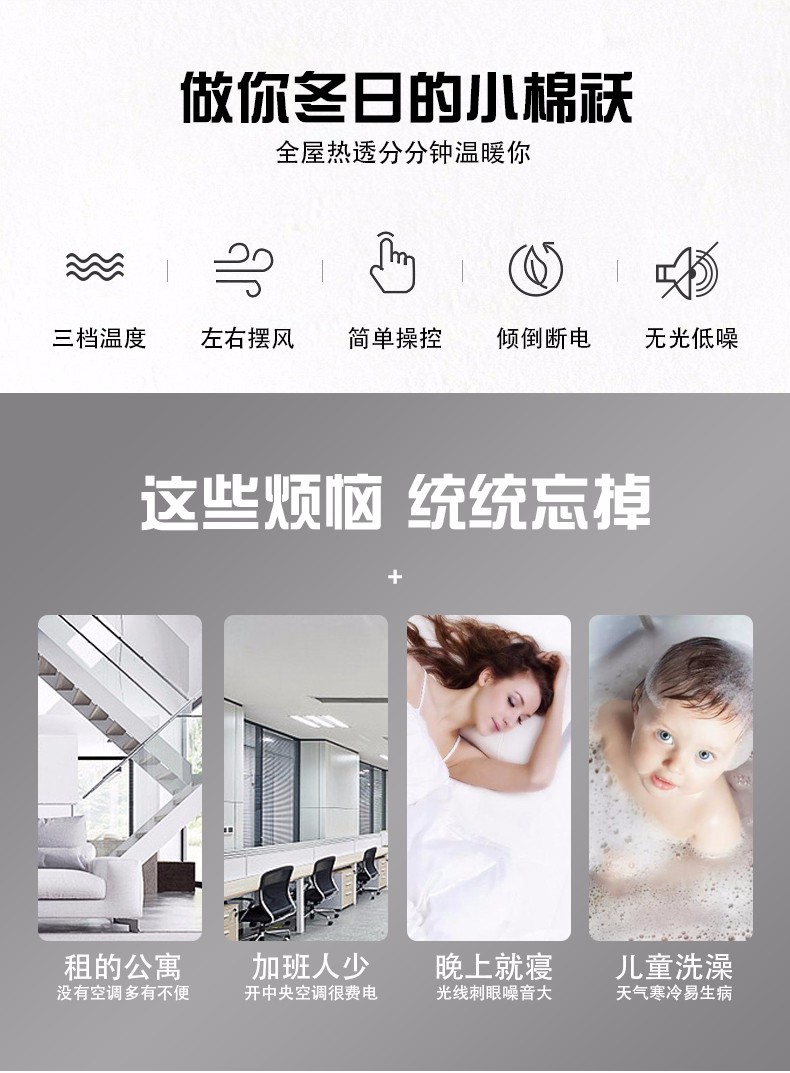 做你冬日的小棉袄
全屋热透分分钟温暖你
三档温度
左右摆风
简单操控
倾倒断电
无光低噪
这些烦恼 统统忘掉
+
租的公寓
没有空调多有不便
加班人少
开中央空调很费电
晚上就寝
光线刺眼噪音大
儿童洗澡
天气寒冷易生病